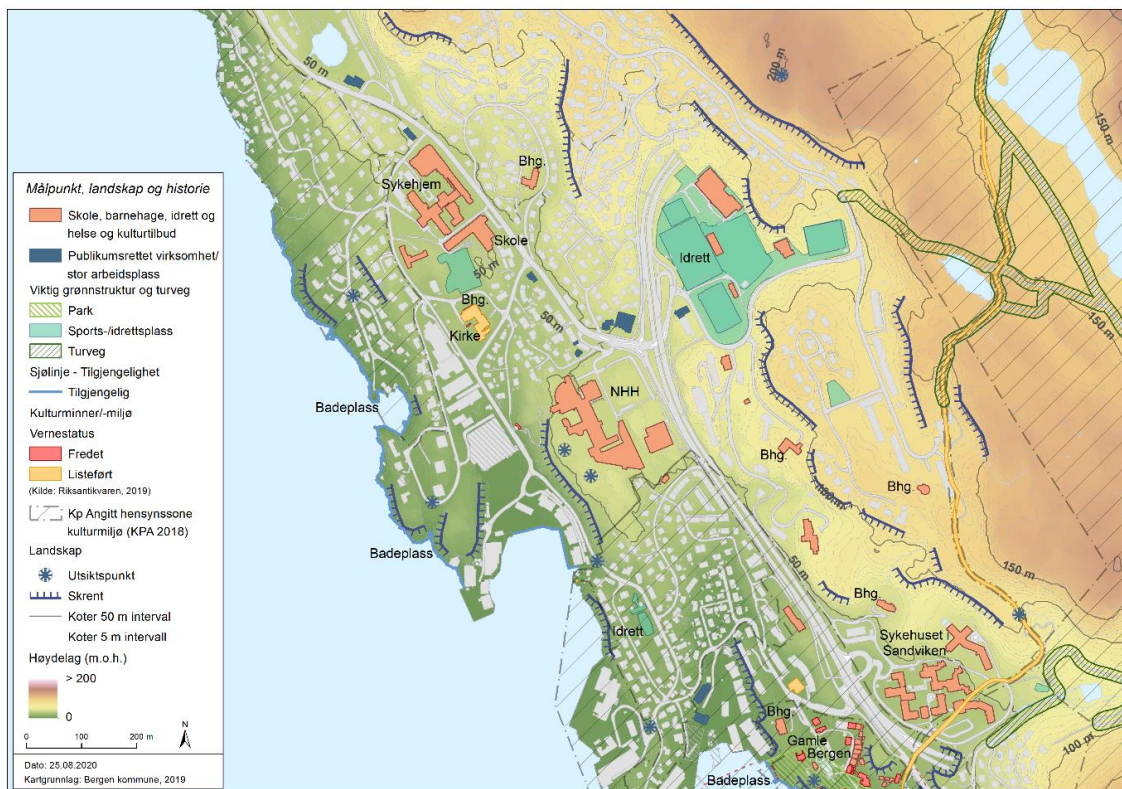 Målpunkt, landskap og historie
Skole, barnehage, idrett og
helse og kulturtilbud
Publikumsrettet virksomhet/
stor arbeidsplass
Viktig grønnstruktur og turveg
Park
Sports-/idrettsplass
Turveg
Sjølinje - Tilgjengelighet
Tilgjengelig
Kulturminner/-miljø
Vernestatus
Fredet
Listeført
(Kilde: Riksantikvaren, 2019)
Kp Angitt hensynssone
kulturmiljø (KPA 2018)
Landskap
Utsiktspunkt
Skrent
Koter 50 m interval
Koter 5 m intervall
Høydelag (m.o.h.)
> 200
0
N
0 100 200 m
Dato: 25.08.2020
Kartgrunnlag: Bergen kommune, 2019
50 m
200 m
150 m
Bhg.
Sykehjem
Skole
50 m
Idrett
Bhg.
Kirke
50 m
150 m
NHH
Badeplass
Bhg.
100 m
Bhg.
Badeplass
50 m
150 m
Bhg.
Idrett
Sykehuset i
Sandviken
Bhg.
Gamle
Bergen
100 m
Badeplass